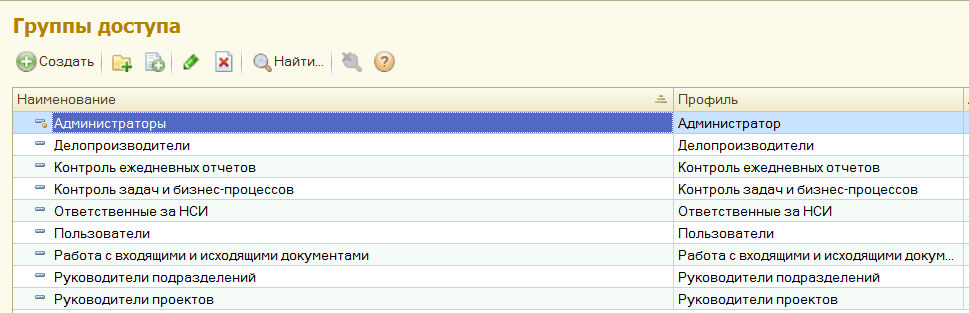 Группы доступа
Создать Найти...
Наименование Профиль
Администраторы Администратор
Делопроизводители Делопроизводители
Контроль ежедневных отчетов Контроль ежедневных отчетов
Контроль задач и бизнес-процессов Контроль задач и бизнес-процессов
Ответственные за НСИ Ответственные за НСИ
Пользователи Пользователи
Работа с входящими и исходящими документами Работа с входящими и исходящими докум...
Руководители подразделений Руководители подразделений
Руководители проектов Руководители проектов